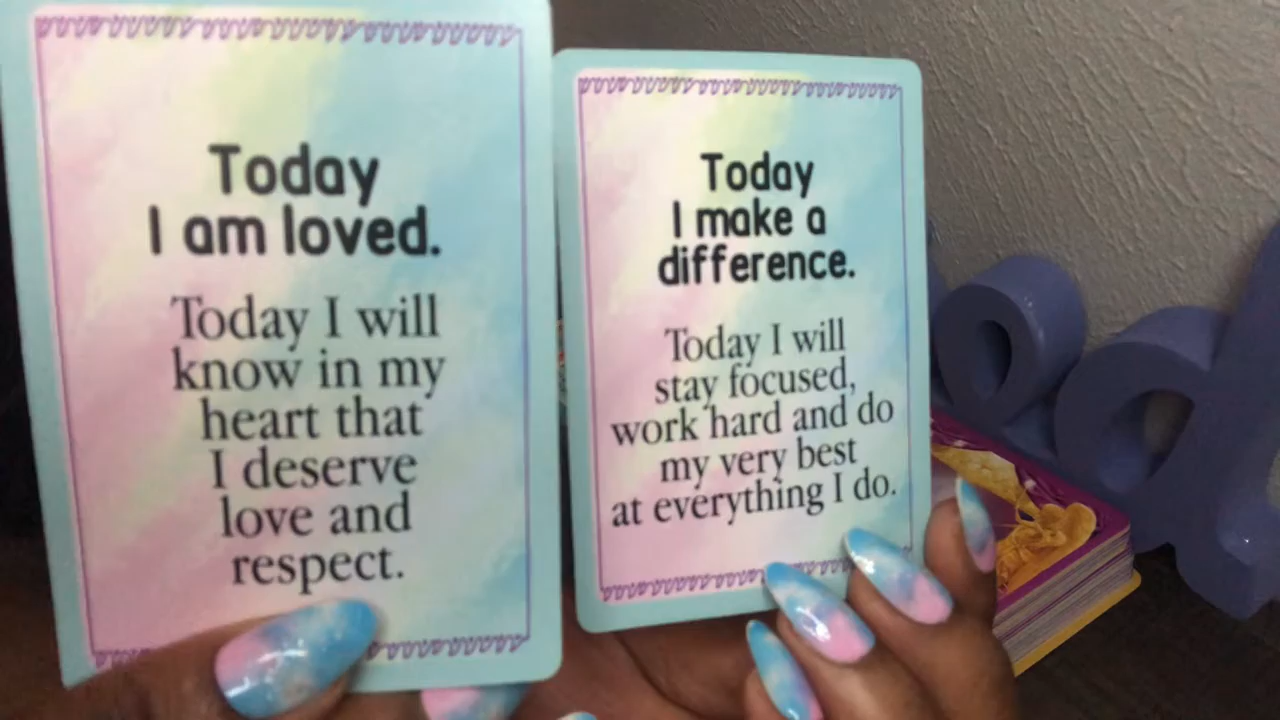 Today
I am loved.
Today I will
know in my
heart that
I deserve
love and
respect.
Today
I make a
difference.
Today I will
stay focused,
work hard and do
my very best
at everything I do.